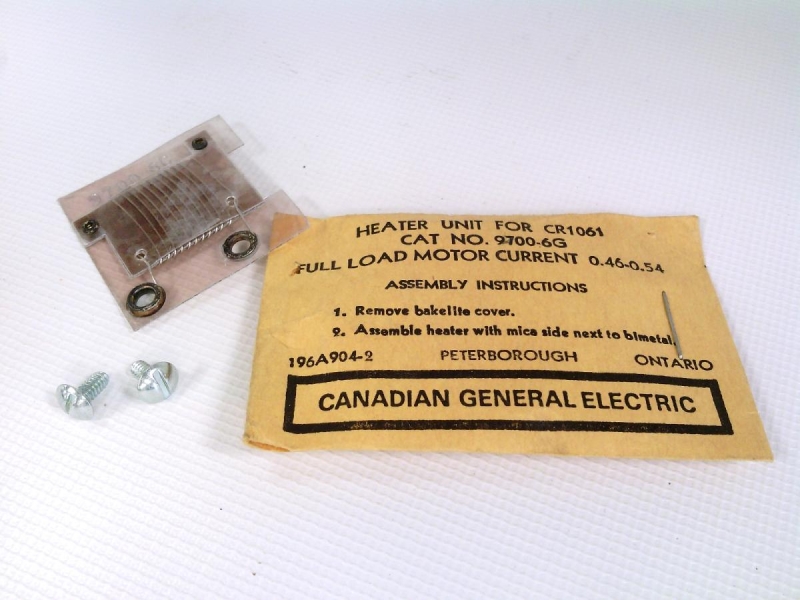 HEATER UNIT FOR CR1061
CAT NO. 9700-6G
FULL LOAD MOTOR CURRENT 0.46-0.54
ASSEMBLY INSTRUCTIONS
1. Remove bakelite cover.
2. Assemble heater with mica side next to bimetal.
196A904-2 PETERBOROUGH ONTARIO
CANADIAN GENERAL ELECTRIC